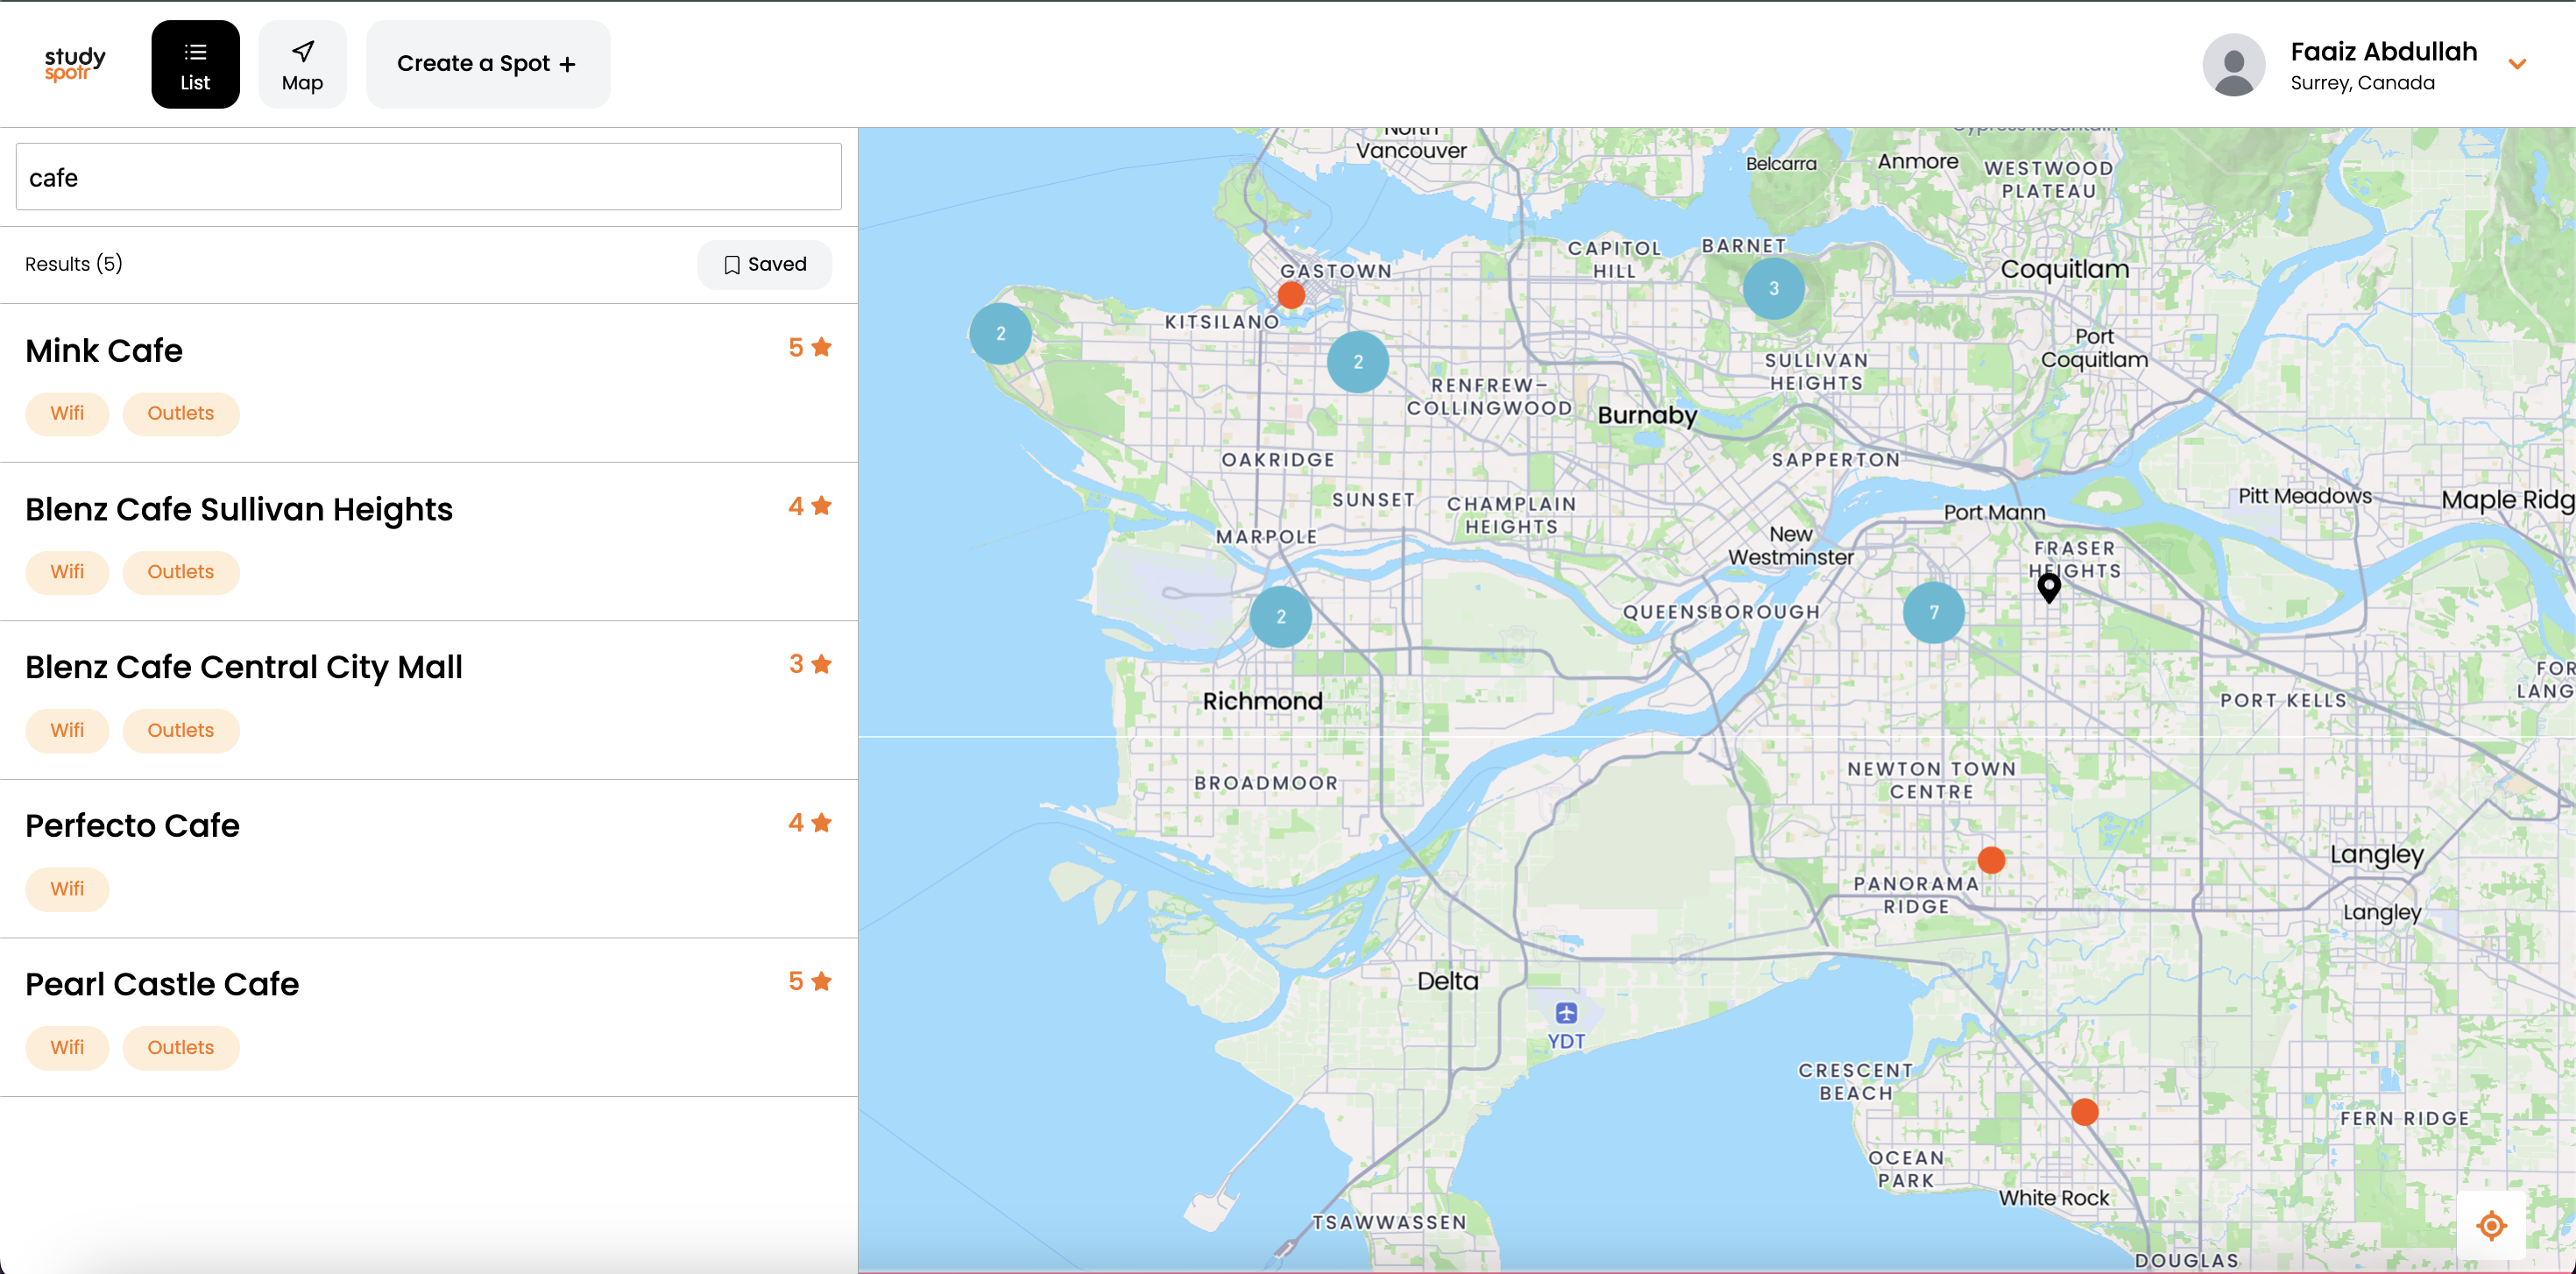 study
spotr
List
Map
Create a Spot +
Faaiz Abdullah
Surrey, Canada
cafe
Results (5)
Saved
Mink Cafe
5
Wifi
Outlets
Blenz Cafe Sullivan Heights
4
Wifi
Outlets
Blenz Cafe Central City Mall
3
Wifi
Outlets
Perfecto Cafe
4
Wifi
Pearl Castle Cafe
5
Wifi
Outlets
North
Vancouver
Belcarra
Anmore
Cypress Mountain
WESTWOOD
PLATEAU
GASTOWN
CAPITOL
HILL
BARNET
Coquitlam
3
KITSILANO
2
2
Port
Coquitlam
SULLIVAN
HEIGHTS
RENFREW–
COLLINGWOOD
Burnaby
OAKRIDGE
SAPPERTON
SUNSET
CHAMPLAIN
HEIGHTS
Pitt Meadows
Maple Ridg
Port Mann
MARPOLE
New
Westminster
FRASER
HEIGHTS
2
QUEENSBOROUGH
7
Richmond
FOR
LANG
PORT KELLS
BROADMOOR
NEWTON TOWN
CENTRE
Langley
PANORAMA
RIDGE
Langley
Delta
YDT
CRESCENT
BEACH
FERN RIDGE
OCEAN
PARK
White Rock
TSAWWASSEN
DOUGLAS